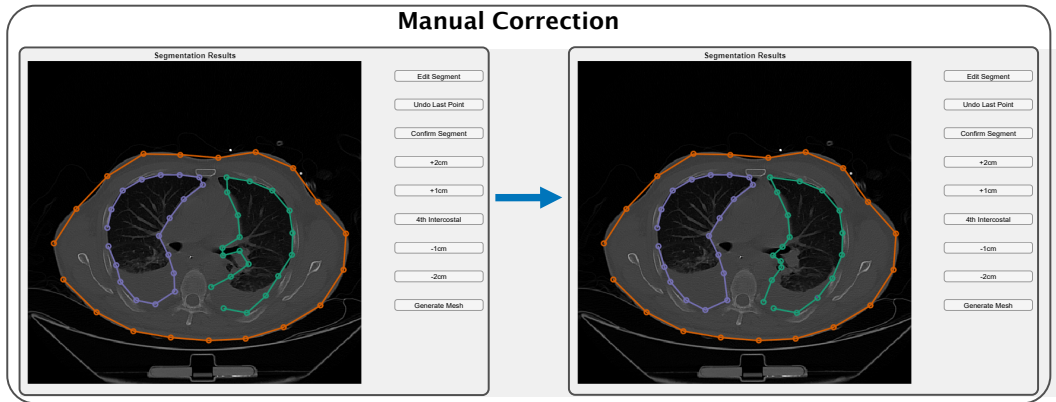 Manual Correction
Segmentation Results
Edit Segment
Undo Last Point
Confirm Segment
+2cm
+1cm
4th Intercostal
-1cm
-2cm
Generate Mesh
Segmentation Results
Edit Segment
Undo Last Point
Confirm Segment
+2cm
+1cm
4th Intercostal
-1cm
-2cm
Generate Mesh